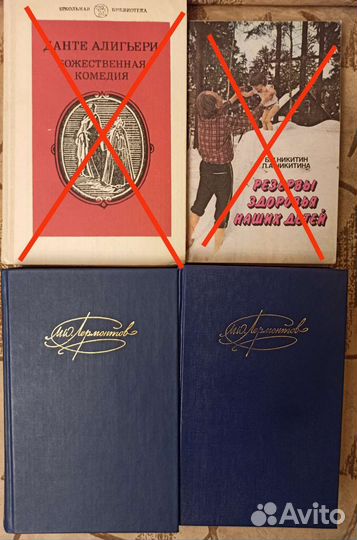 ШКОЛЬНАЯ БИБЛИОТЕКА
ДАНТЕ АЛИГЬЕРИ
БОЖЕСТВЕННАЯ
КОМЕДИЯ
Б.П. НИКИТИН
Л.А. НИКИТИНА
РЕЗЕРВЫ
ЗДОРОВЬЯ
НАШИХ ДЕТЕЙ
М.Ю. Лермонтов
М.Ю. Лермонтов
Avito